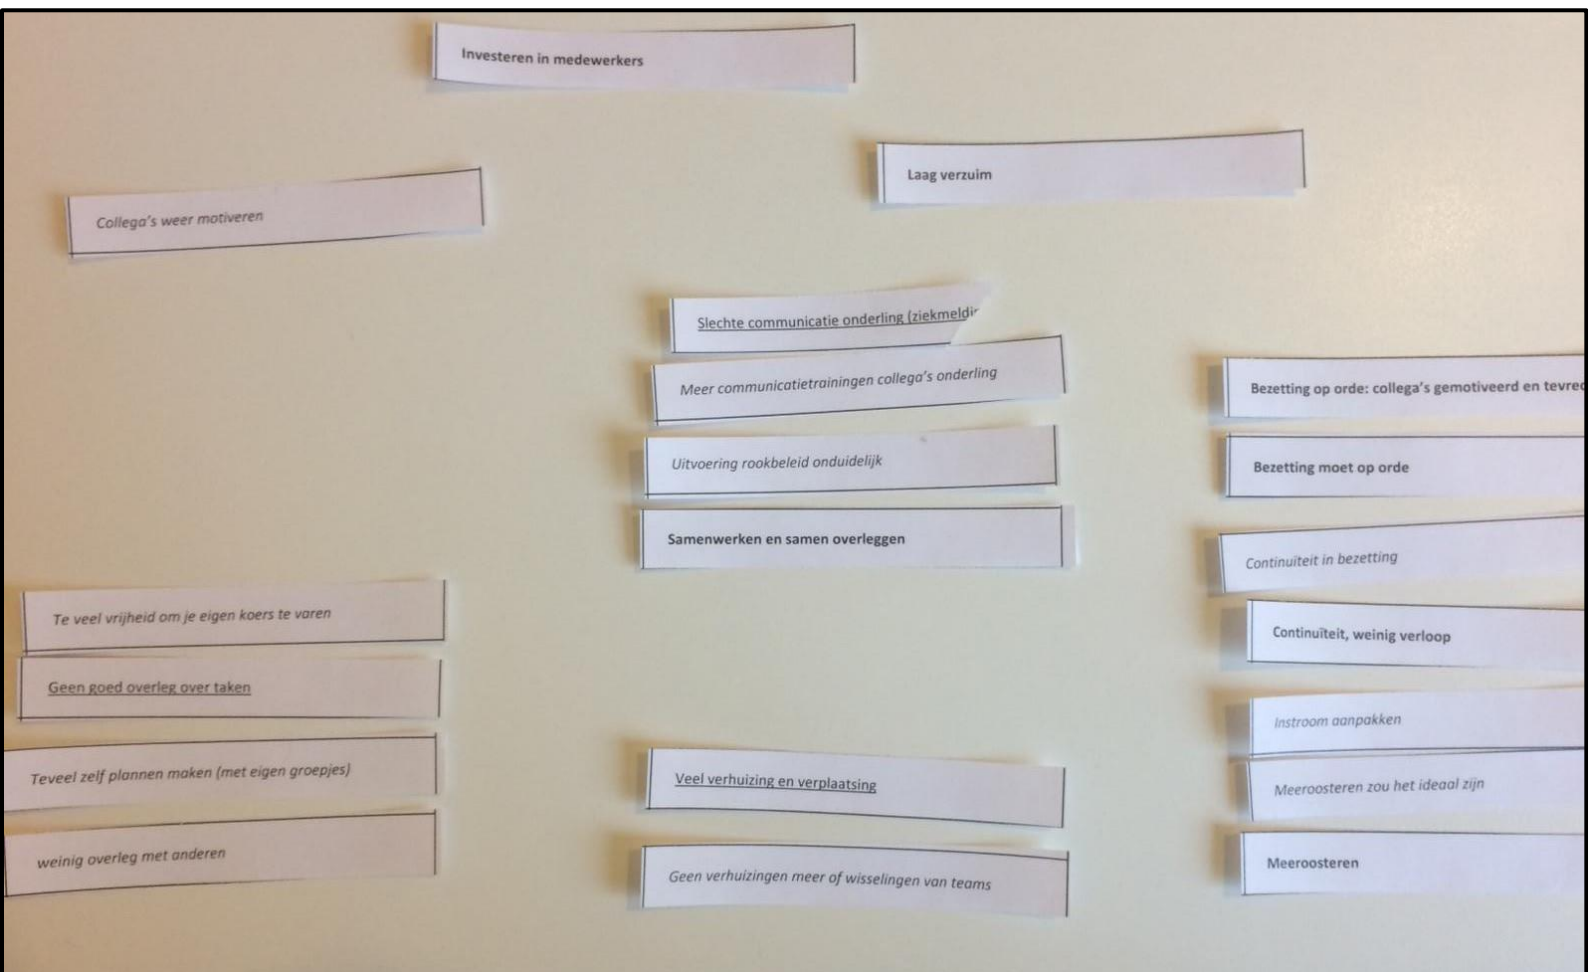 Investeren in medewerkers
Laag verzuim
Collega's weer motiveren
Slechte communicatie onderling
Meer communicatietrainingen collega's onderling
Uitvoering rookbeleid onduidelijk
Samenwerken en samen overleggen
Te veel vrijheid om je eigen koers te varen
Geen goed overleg over taken
Teveel zelf plannen maken (met eigen groepjes)
weinig overleg met anderen
Veel verhuizing en verplaatsing
Geen verhuizingen meer of wisselingen van teams
Bezetting op orde: collega's gemotiveerd en
Bezetting moet op orde
Continuïteit in bezetting
Continuïteit, weinig verloop
Instroom aanpakken
Meeroosteren zou het ideaal zijn
Meeroosteren